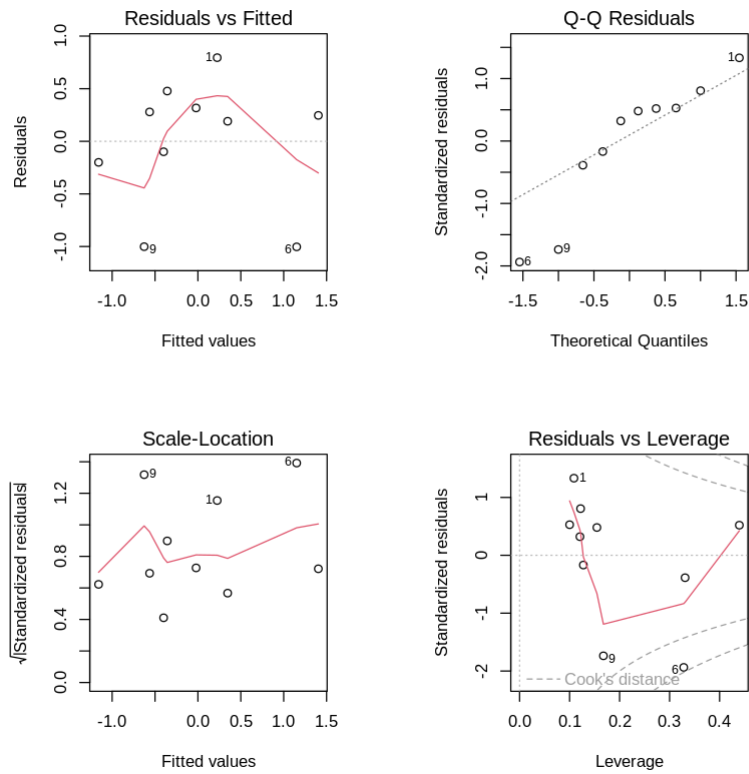 Residuals vs Fitted
Residuals
1.0
0.5
0.0
-0.5
-1.0
1
9
6
-1.0 0.0 0.5 1.0 1.5
Fitted values
Q-Q Residuals
Standardized residuals
1.0
0.0
-1.0
-2.0
1
9
6
-1.5 -0.5 0.5 1.5
Theoretical Quantiles
Scale-Location
√|Standardized residuals|
1.2
0.8
0.4
0.0
9
6
1
-1.0 0.0 0.5 1.0 1.5
Fitted values
Residuals vs Leverage
Standardized residuals
1
0
-1
-2
1
9
6
Cook's distance
0.0 0.1 0.2 0.3 0.4
Leverage